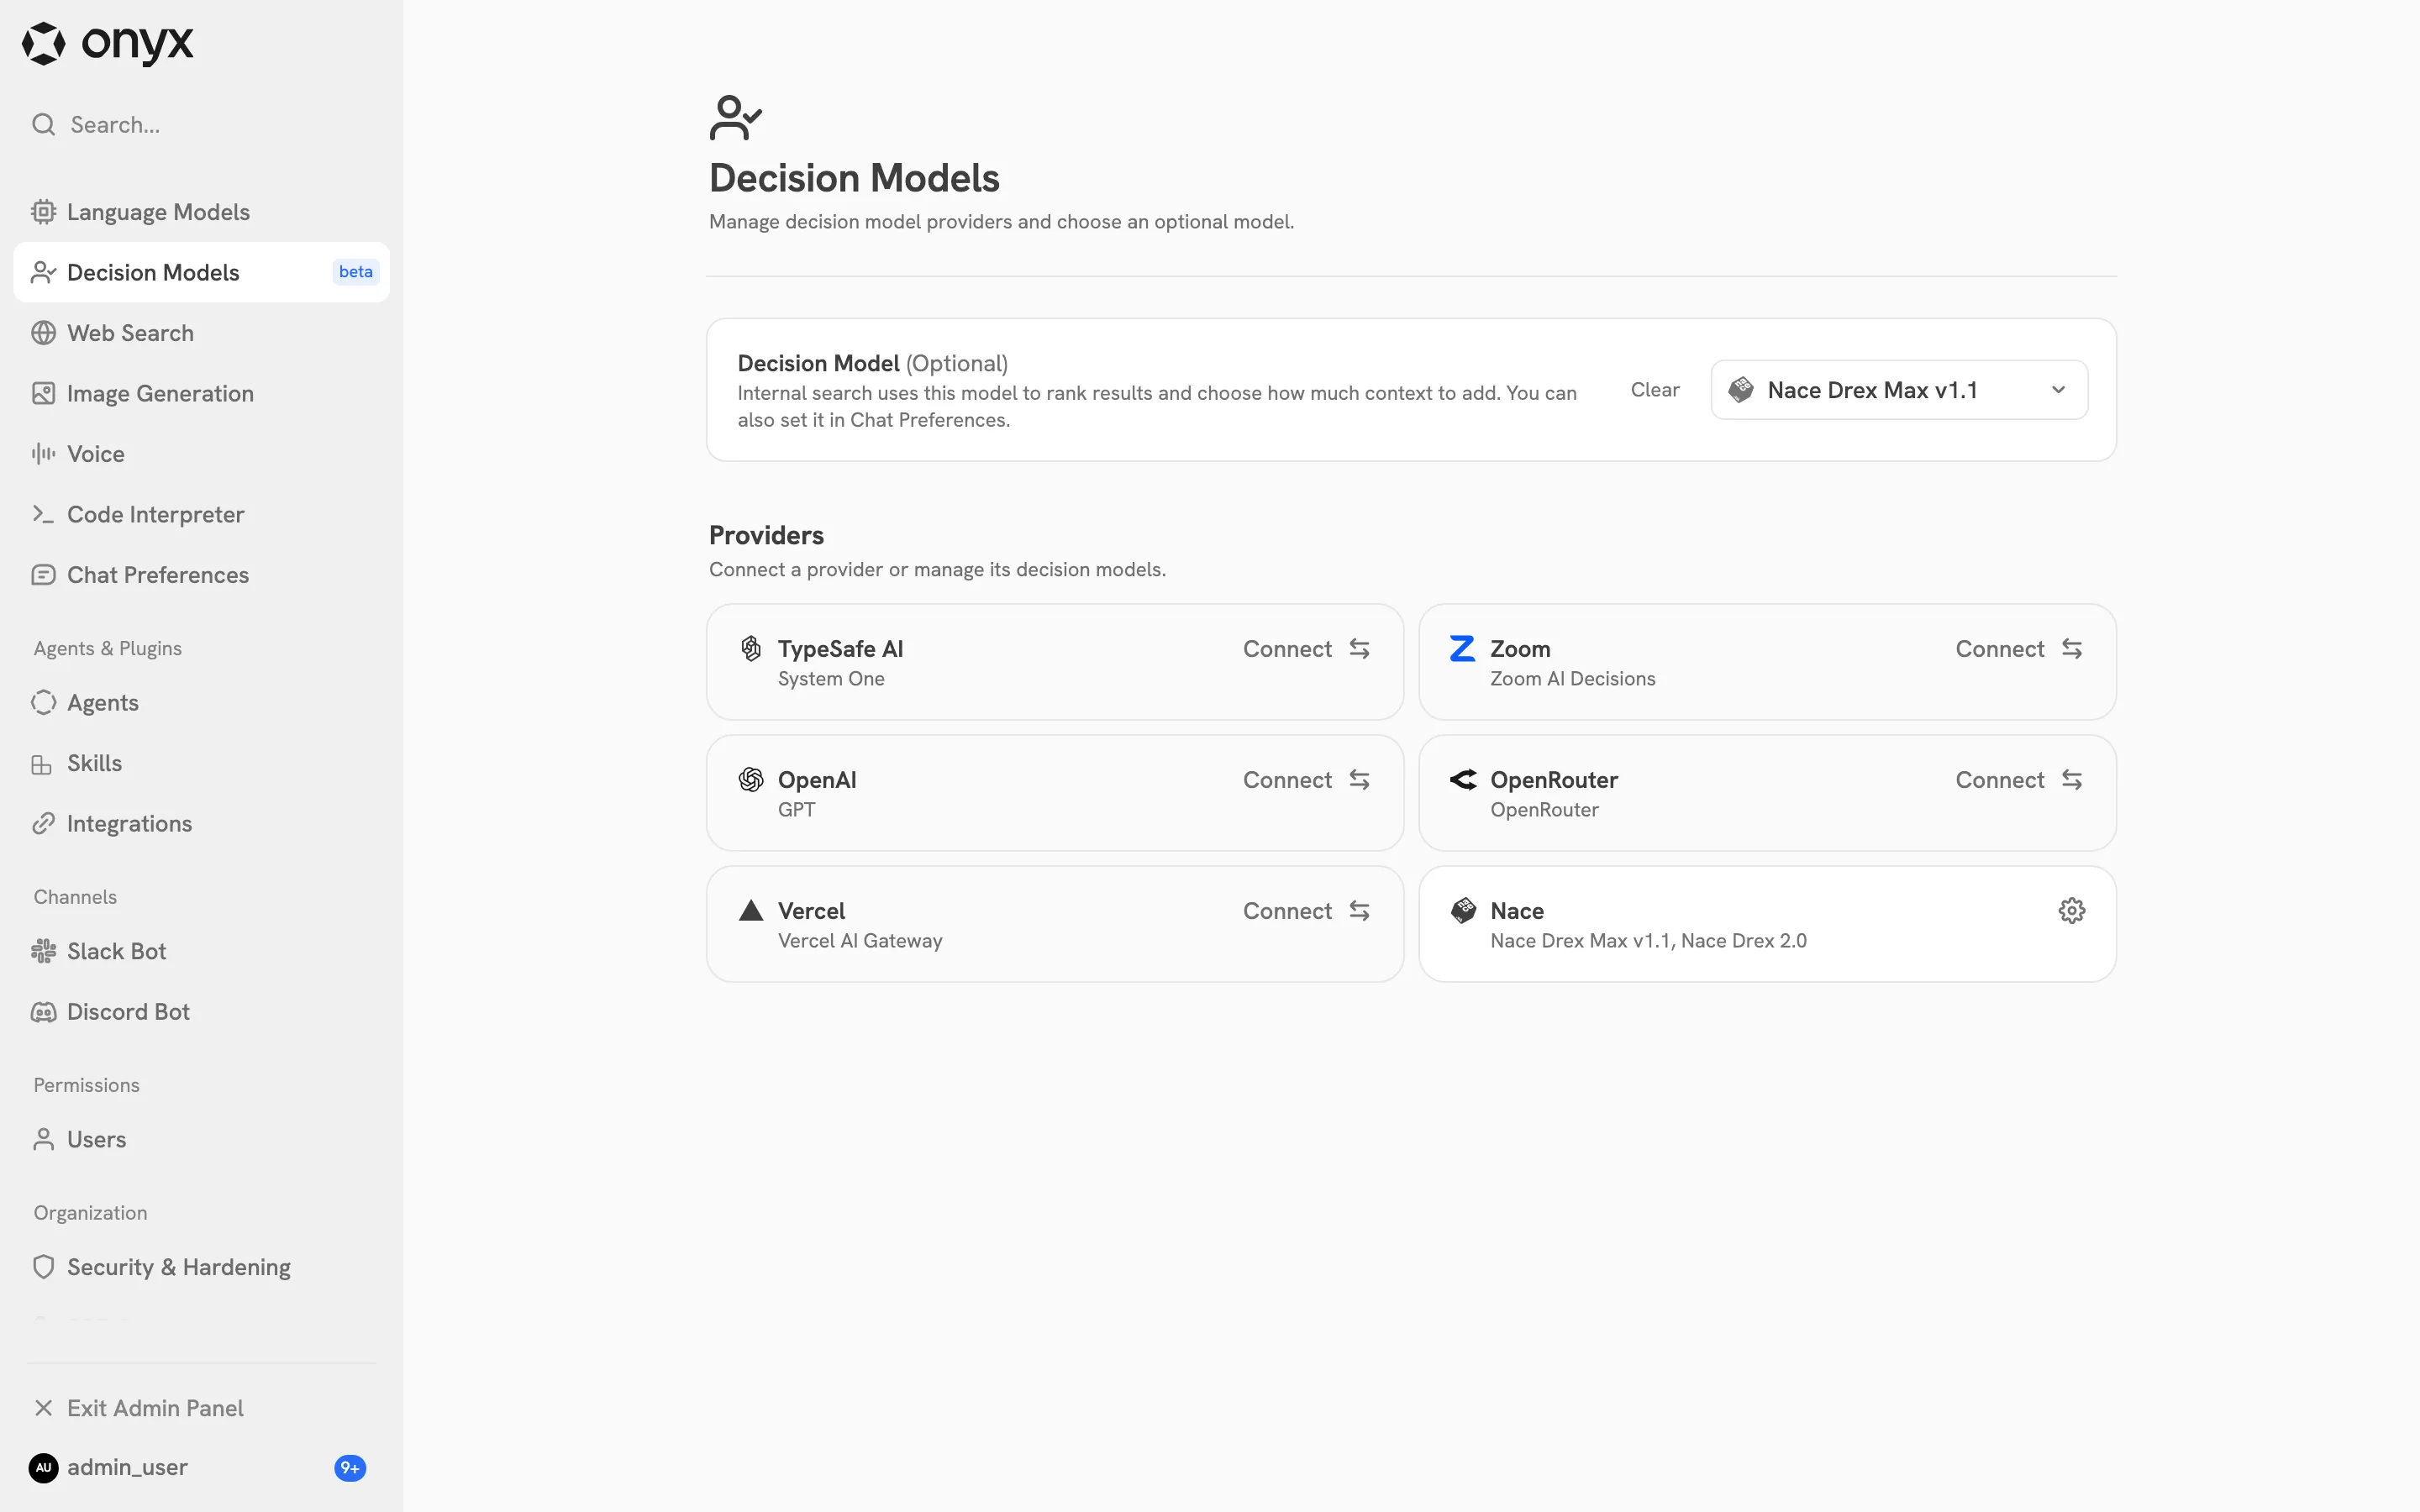 onyx
Search...
Language Models
Decision Models beta
Web Search
Image Generation
Voice
Code Interpreter
Chat Preferences
Agents & Plugins
Agents
Skills
Integrations
Channels
Slack Bot
Discord Bot
Permissions
Users
Organization
Security & Hardening
Exit Admin Panel
AU admin_user 9+
Decision Models
Manage decision model providers and choose an optional model.
Decision Model (Optional)
Internal search uses this model to rank results and choose how much context to add. You can
also set it in Chat Preferences.
Clear
Nace Drex Max v1.1
Providers
Connect a provider or manage its decision models.
TypeSafe AI Connect
System One
Zoom Connect
Zoom AI Decisions
OpenAI Connect
GPT
OpenRouter Connect
OpenRouter
Vercel Connect
Vercel AI Gateway
Nace
Nace Drex Max v1.1, Nace Drex 2.0